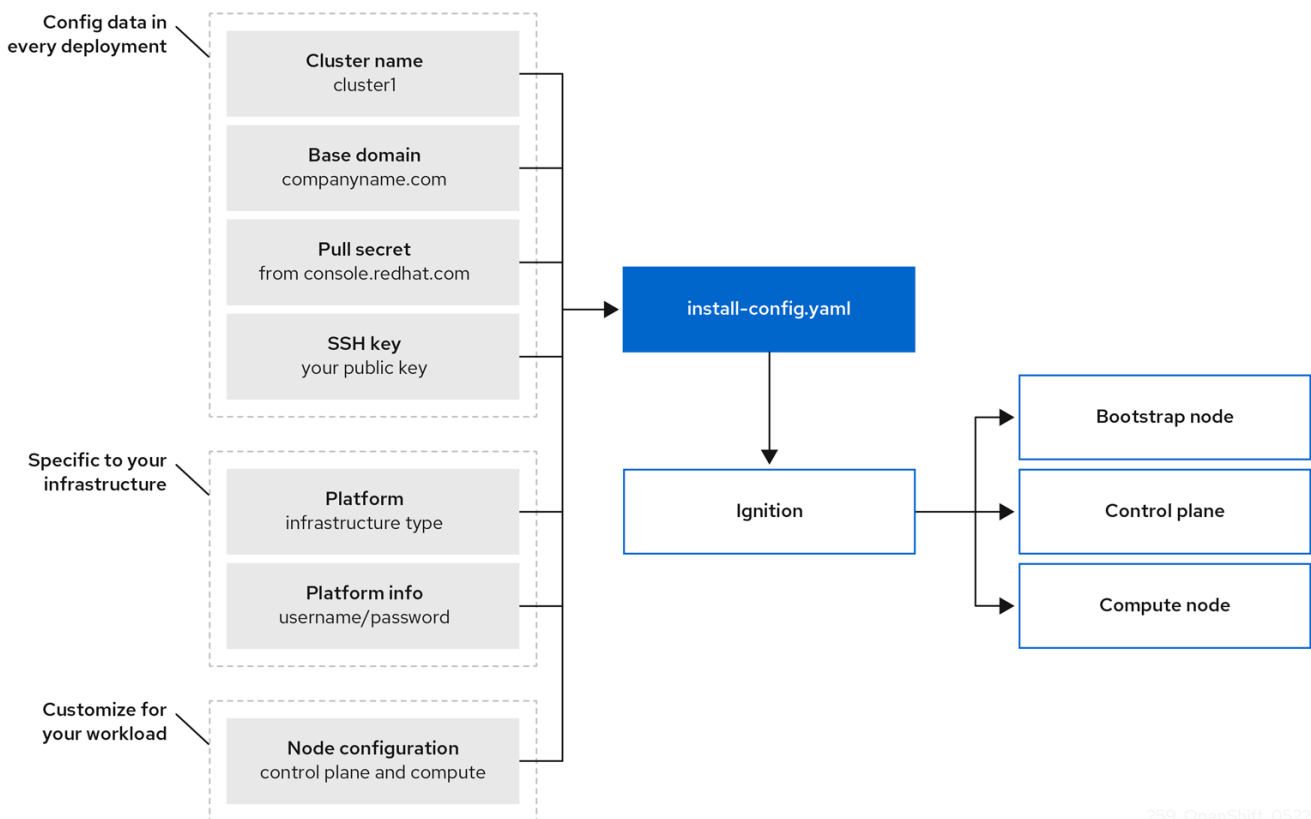 Config data in
every deployment
Cluster name
cluster1
Base domain
companyname.com
Pull secret
from console.redhat.com
SSH key
your public key
install-config.yaml
Specific to your
infrastructure
Platform
infrastructure type
Platform info
username/password
Ignition
Bootstrap node
Control plane
Compute node
Customize for
your workload
Node configuration
control plane and compute
259_OpenShift_0522